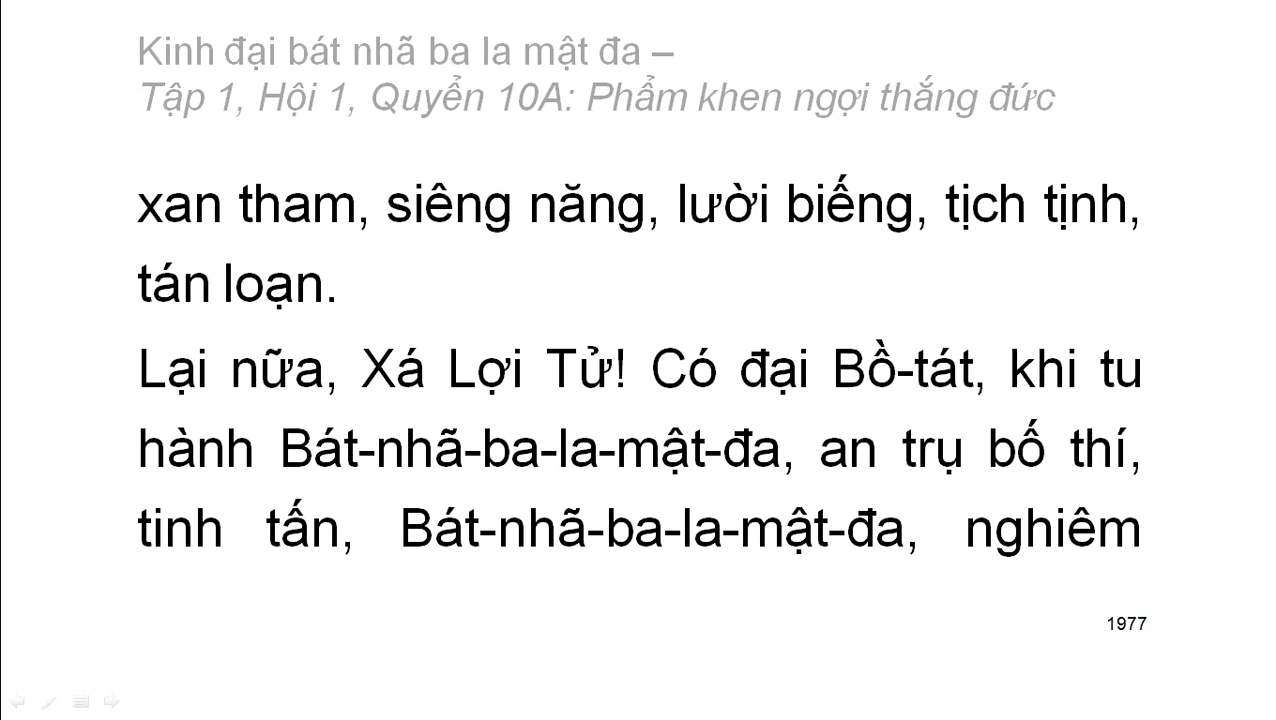 Kinh đại bát nhã ba la mật đa –
Tập 1, Hội 1, Quyển 10A: Phẩm khen ngợi thắng đức
xan tham, siêng năng, lười biếng, tịch tịnh,
tán loạn.
Lại nữa, Xá Lợi Tử! Có đại Bồ-tát, khi tu
hành Bát-nhã-ba-la-mật-đa, an trụ bố thí,
tinh tấn, Bát-nhã-ba-la-mật-đa, nghiêm
1977